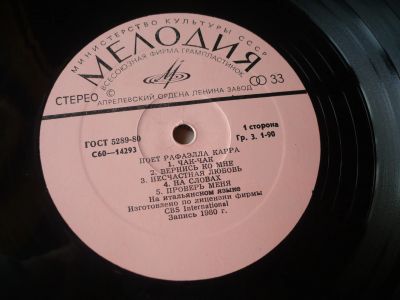 МИНИСТЕРСТВО КУЛЬТУРЫ СССР
МЕЛОДИЯ
ВСЕСОЮЗНАЯ ФИРМА ГРАМПЛАСТИНОК
СТЕРЕО
33
АПРЕЛЕВСКИЙ ОРДЕНА ЛЕНИНА ЗАВОД
ГОСТ 5289-80
С60—14293
1 сторона
Гр. 3. 1-90
ПОЕТ РАФАЭЛЛА КАРРА
1. ЧАК-ЧАК
2. ВЕРНИСЬ КО МНЕ
3. НЕСЧАСТНАЯ ЛЮБОВЬ
4. НА СЛОВАХ
5. ПРОВЕРЬ МЕНЯ
На итальянском языке
Изготовлено по лицензии фирмы
CBS International
Запись 1980 г.